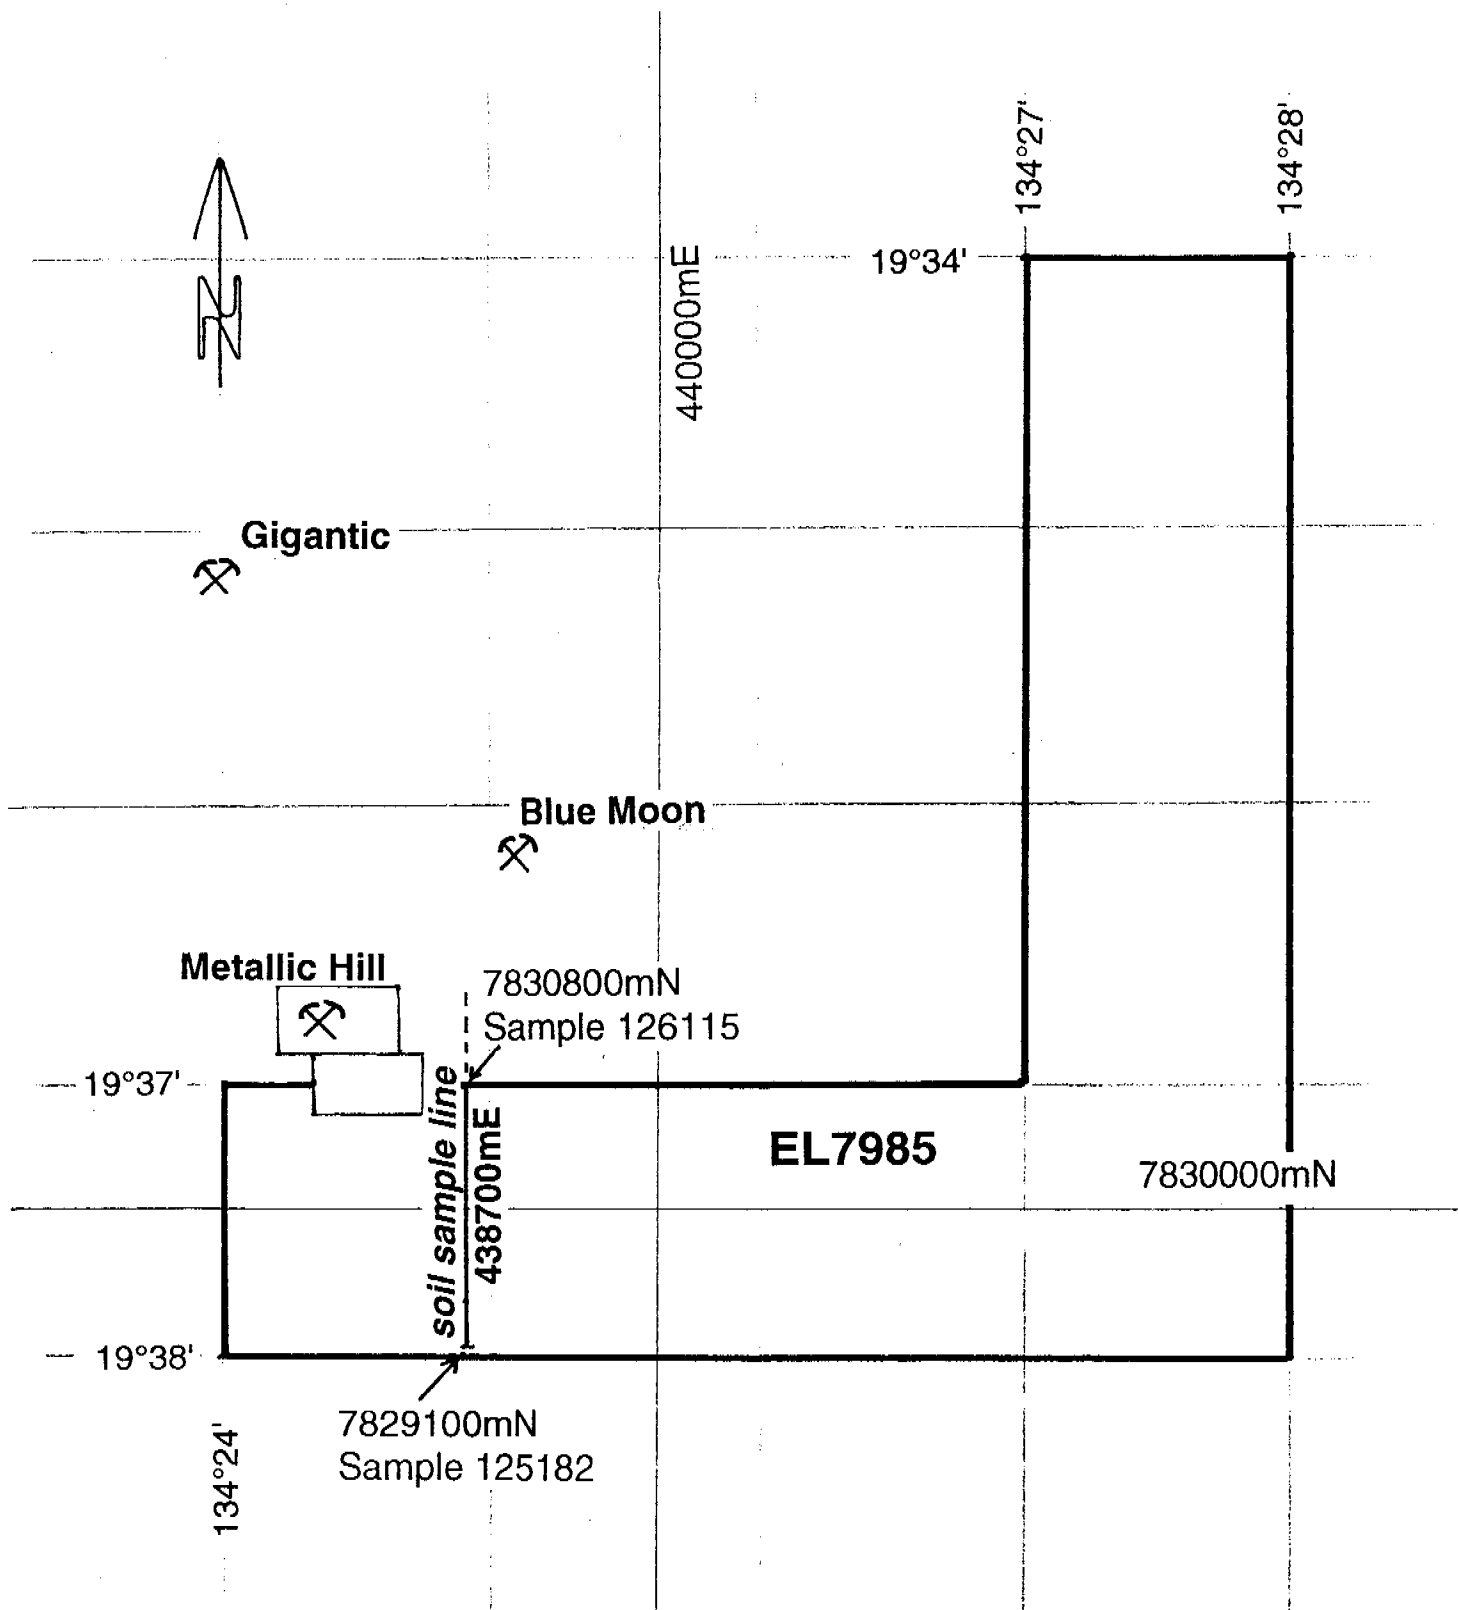 134°27'
134°28'
19°34'
440000mE
N
Gigantic
Blue Moon
Metallic Hill
7830800mN
Sample 126115
19°37'
soil sample line
438700mE
EL7985
7830000mN
19°38'
7829100mN
Sample 125182
134°24'